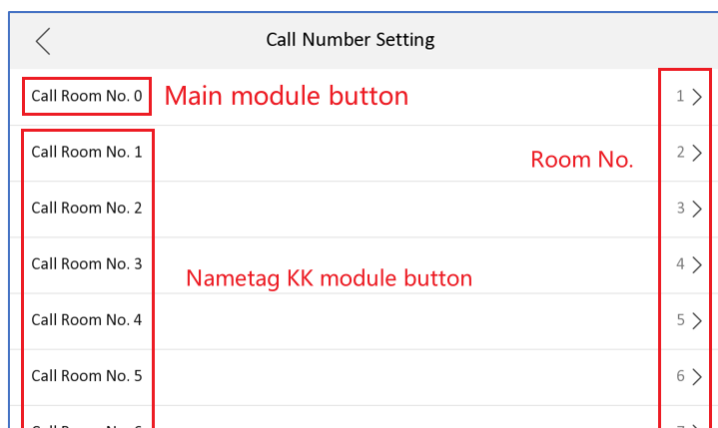 Call Number Setting
Call Room No. 0 Main module button 1
Call Room No. 1 2
Room No.
Call Room No. 2 3
Call Room No. 3 4
Nametag KK module button
Call Room No. 4 5
Call Room No. 5 6